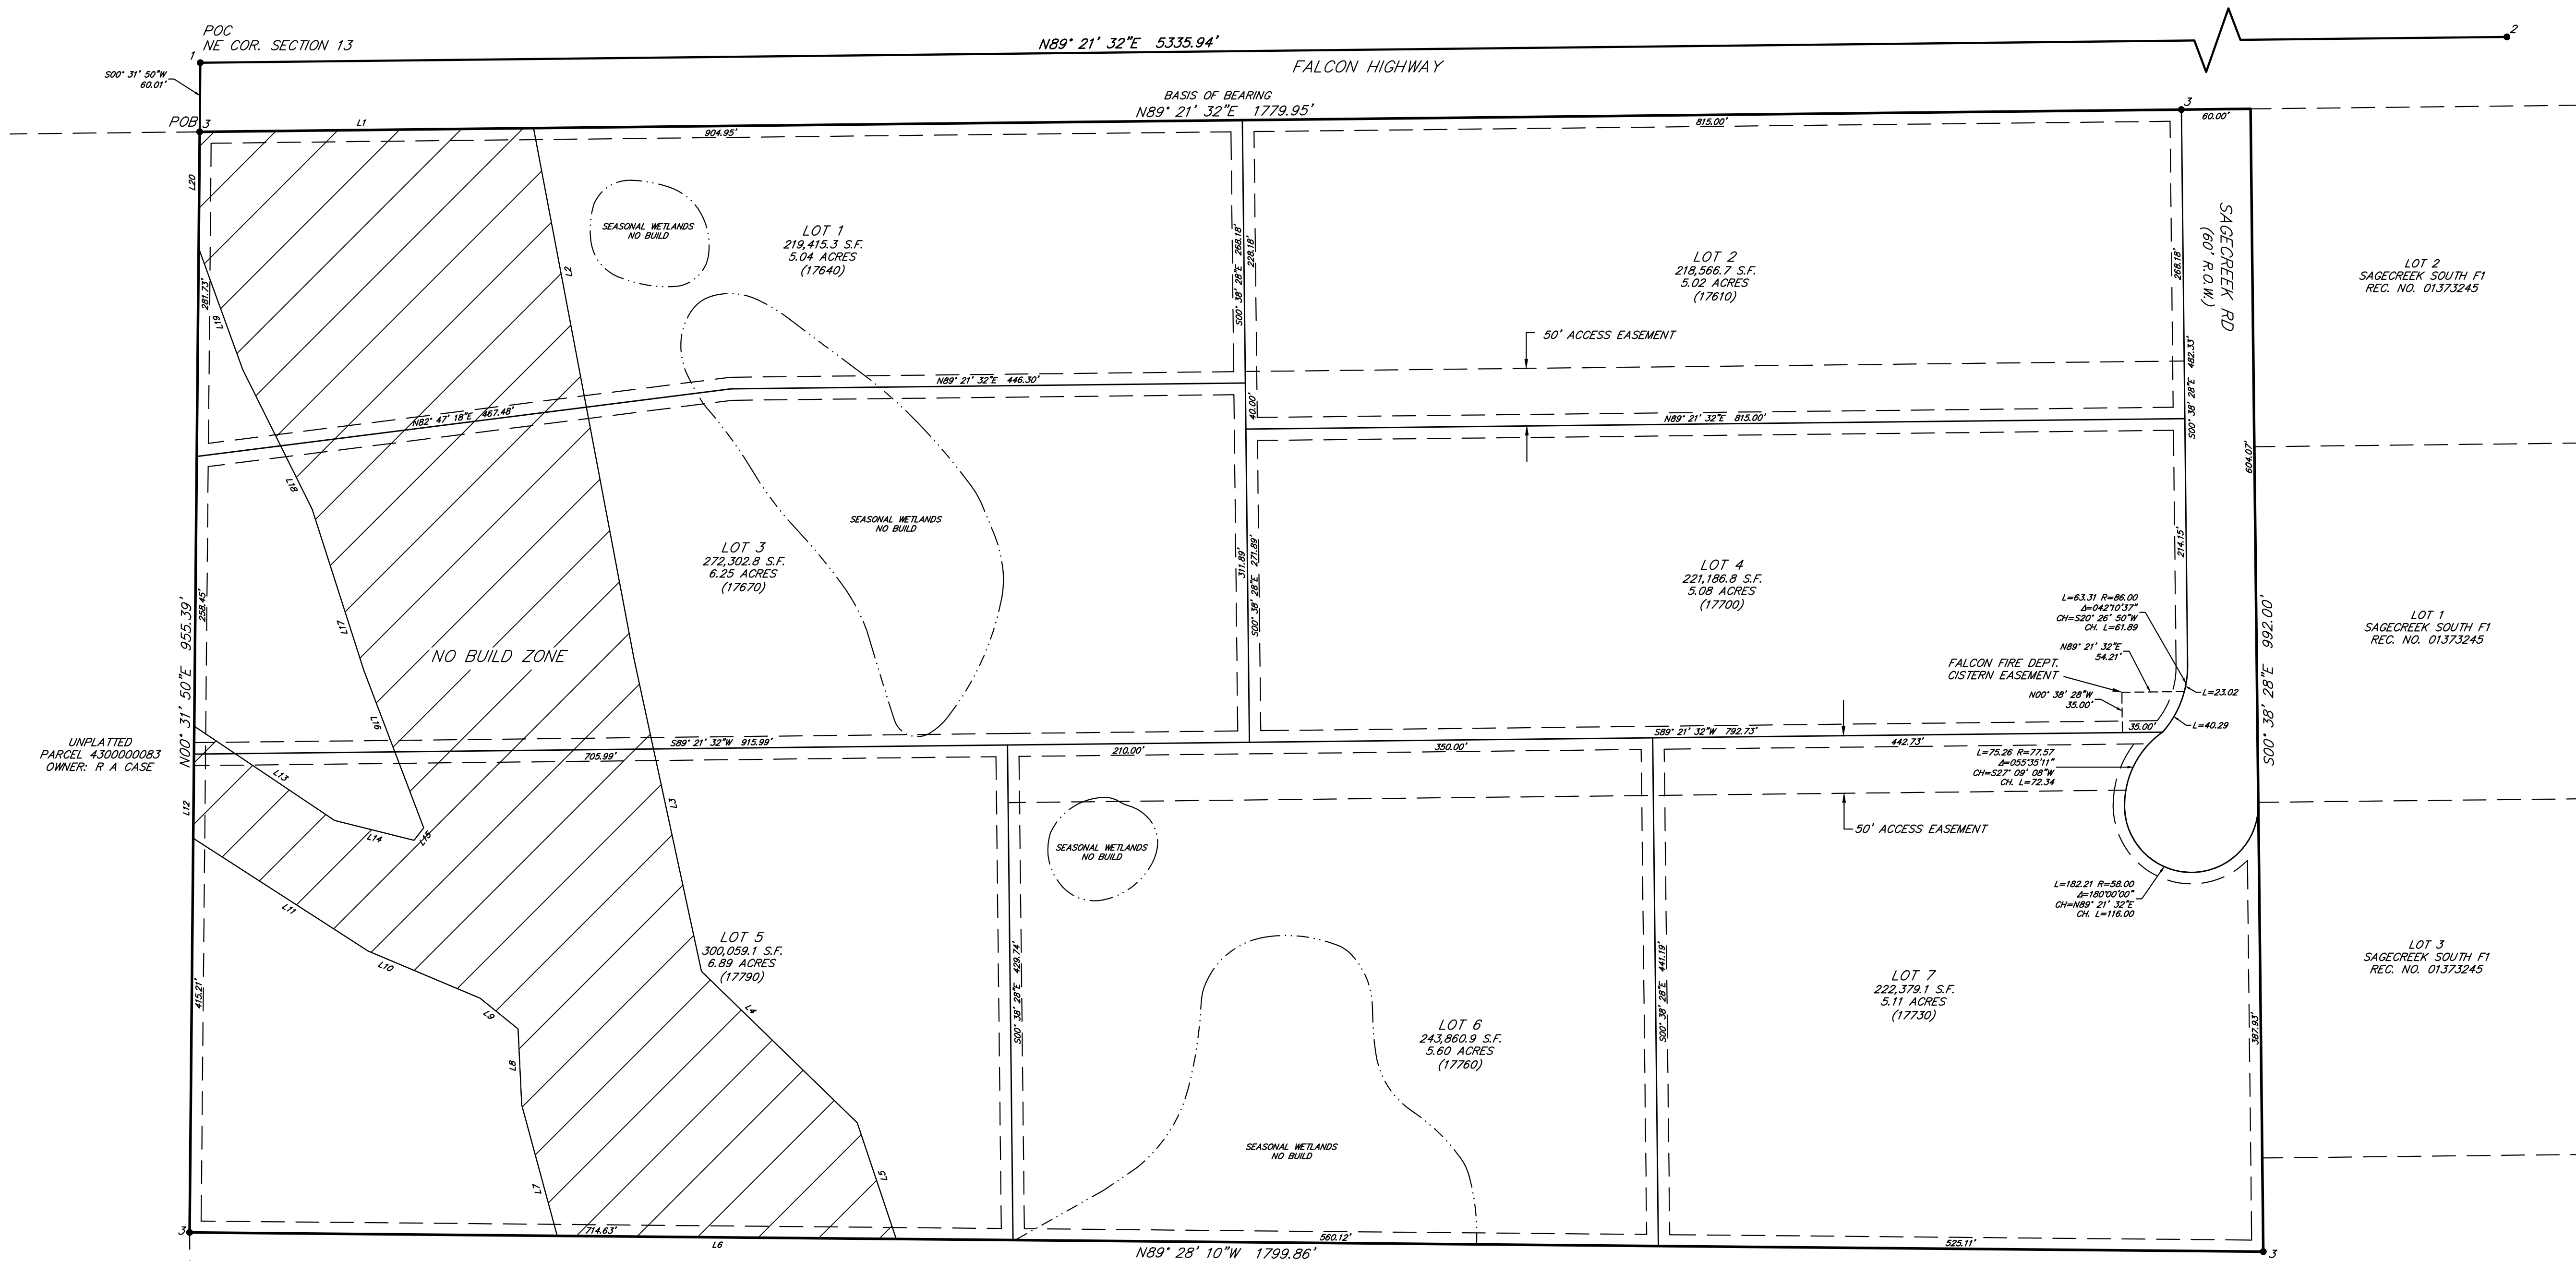 POC
NE COR. SECTION 13
1
2
N89° 21' 32"E 5335.94'
FALCON HIGHWAY
S00° 31' 50"W
60.01'
BASIS OF BEARING
N89° 21' 32"E 1779.95'
POB
3
3
L1
904.95'
815.00'
60.00'
L20
L2
SEASONAL WETLANDS
NO BUILD
LOT 1
219,415.3 S.F.
5.04 ACRES
(17640)
S00° 38' 28"E 268.18'
228.18'
LOT 2
218,566.7 S.F.
5.02 ACRES
(17610)
268.18'
SAGECREEK RD
(60' R.O.W.)
LOT 2
SAGECREEK SOUTH F1
REC. NO. 01373245
281.73'
L19
50' ACCESS EASEMENT
S00° 38' 28"E 482.33'
N89° 21' 32"E 446.30'
N82° 47' 18"E 467.48'
40.00'
N89° 21' 32"E 815.00'
604.07'
L18
SEASONAL WETLANDS
NO BUILD
LOT 3
272,302.8 S.F.
6.25 ACRES
(17670)
311.89'
S00° 38' 28"E 271.89'
LOT 4
221,186.8 S.F.
5.08 ACRES
(17700)
214.15'
258.45'
L17
NO BUILD ZONE
N00° 31' 50"E 955.39'
L=63.31 R=86.00
Δ=042°10'37"
CH=S20° 26' 50"W
CH. L=61.89
N89° 21' 32"E
54.21'
FALCON FIRE DEPT.
CISTERN EASEMENT
N00° 38' 28"W
35.00'
35.00'
L=23.02
L=40.29
S00° 38' 28"E 992.00'
LOT 1
SAGECREEK SOUTH F1
REC. NO. 01373245
UNPLATTED
PARCEL 4300000083
OWNER: R A CASE
L16
S89° 21' 32"W 915.99'
705.99'
210.00'
350.00'
S89° 21' 32"W 792.73'
442.73'
L=75.26 R=77.57
Δ=055°35'11"
CH=S27° 09' 08"W
CH. L=72.34
L13
L12
L3
L14
L15
50' ACCESS EASEMENT
SEASONAL WETLANDS
NO BUILD
L=182.21 R=58.00
Δ=180°00'00"
CH=N89° 21' 32"E
CH. L=116.00
L11
L10
LOT 5
300,059.1 S.F.
6.89 ACRES
(17790)
S00° 38' 28"E 429.74'
S00° 38' 28"E 441.19'
LOT 7
222,379.1 S.F.
5.11 ACRES
(17730)
LOT 3
SAGECREEK SOUTH F1
REC. NO. 01373245
415.21'
L9
L4
LOT 6
243,860.9 S.F.
5.60 ACRES
(17760)
387.93'
L8
SEASONAL WETLANDS
NO BUILD
L7
L5
3
714.63'
L6
560.12'
N89° 28' 10"W 1799.86'
525.11'
3